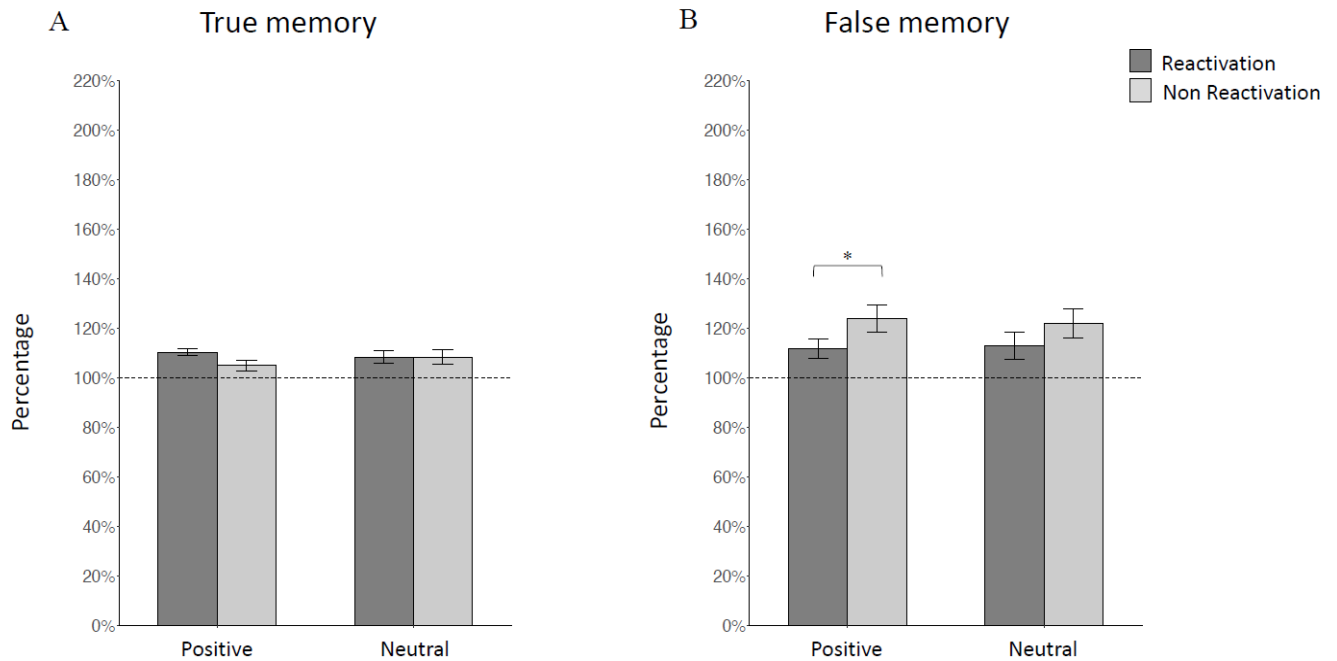 A
True memory
220%
200%
180%
160%
140%
120%
100%
80%
60%
40%
20%
0%
Percentage
Positive
Neutral
B
False memory
Reactivation
Non Reactivation
220%
200%
180%
160%
140%
120%
100%
80%
60%
40%
20%
0%
Percentage
*
Positive
Neutral